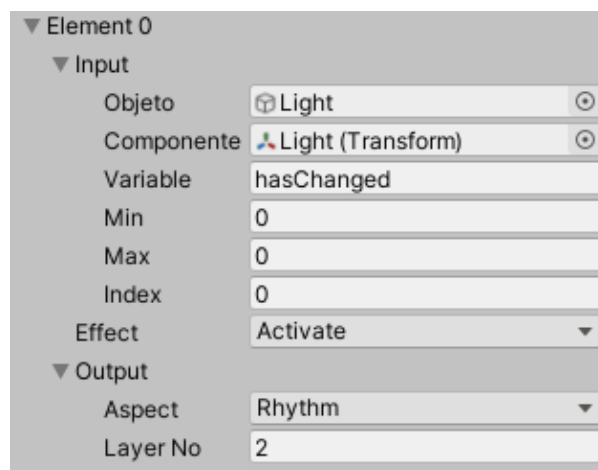 Element 0
Input
Objeto Light
Componente Light (Transform)
Variable hasChanged
Min 0
Max 0
Index 0
Effect Activate
Output
Aspect Rhythm
Layer No 2